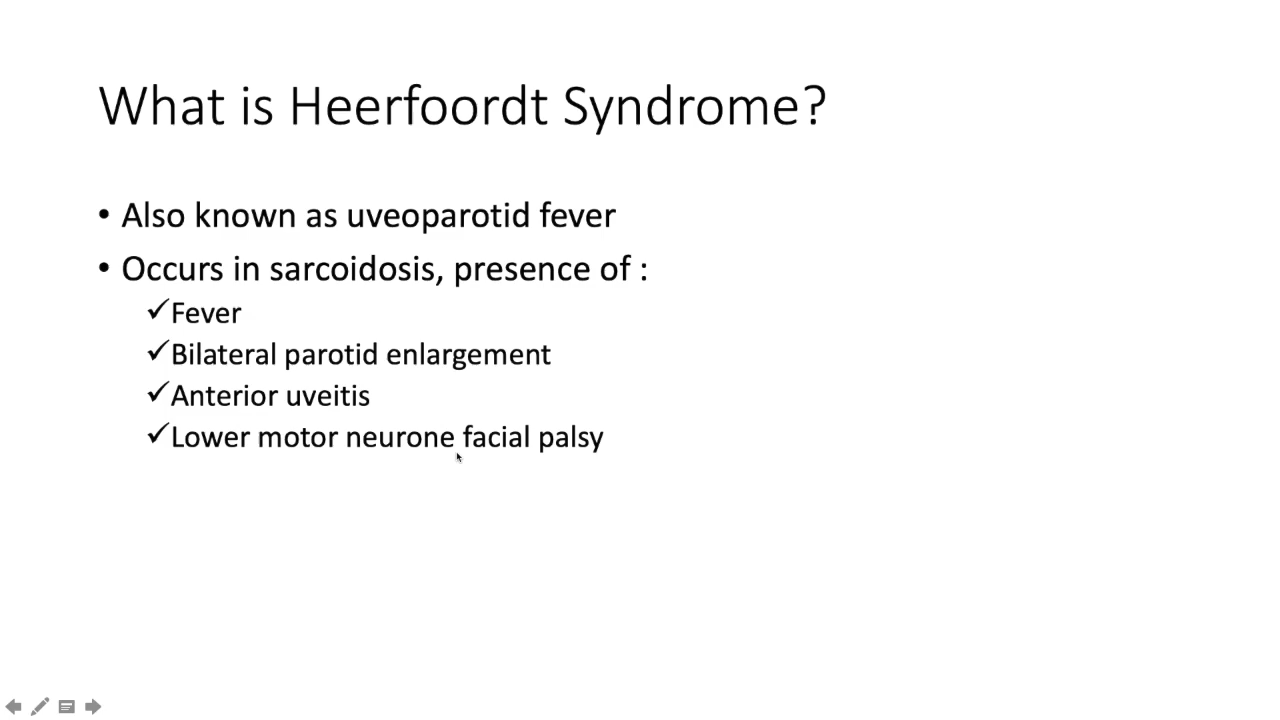 What is Heerfoordt Syndrome?
• Also known as uveoparotid fever
• Occurs in sarcoidosis, presence of :
✓Fever
✓Bilateral parotid enlargement
✓Anterior uveitis
✓Lower motor neurone facial palsy